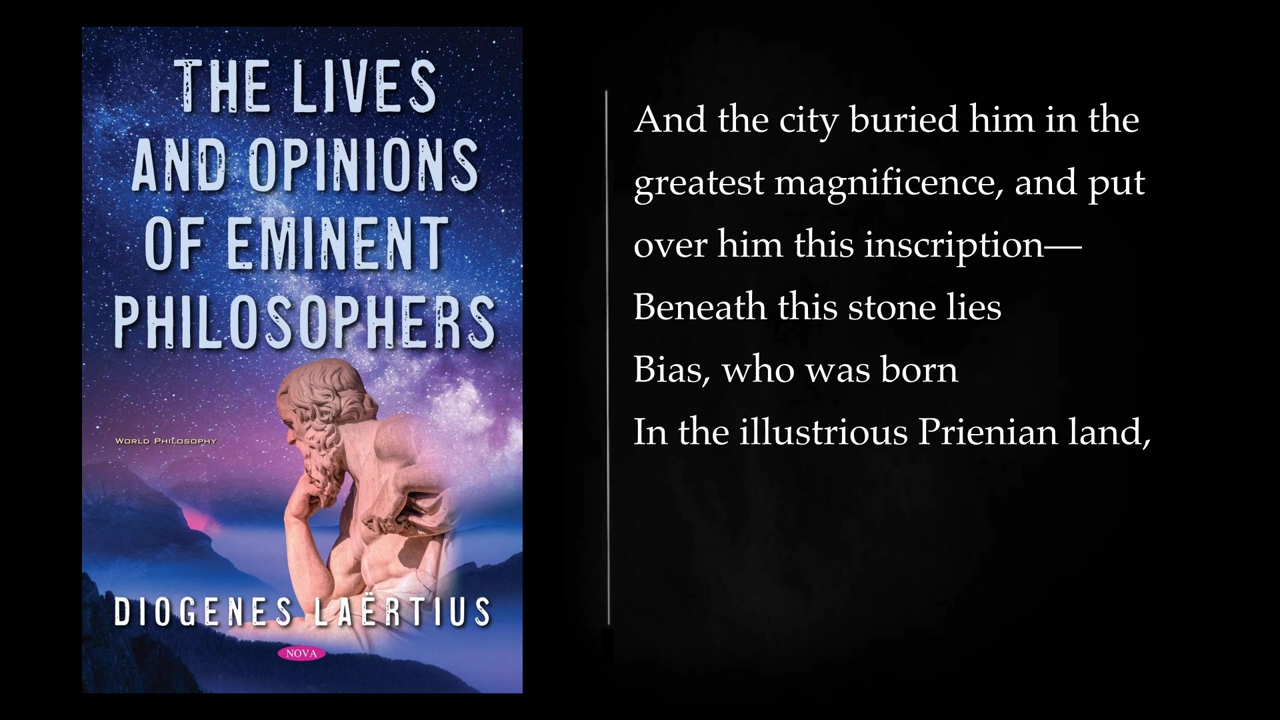 THE LIVES
AND OPINIONS
OF EMINENT
PHILOSOPHERS
WORLD PHILOSOPHY
DIOGENES LAËRTIUS
NOVA
And the city buried him in the
greatest magnificence, and put
over him this inscription—
Beneath this stone lies
Bias, who was born
In the illustrious Prienian land,